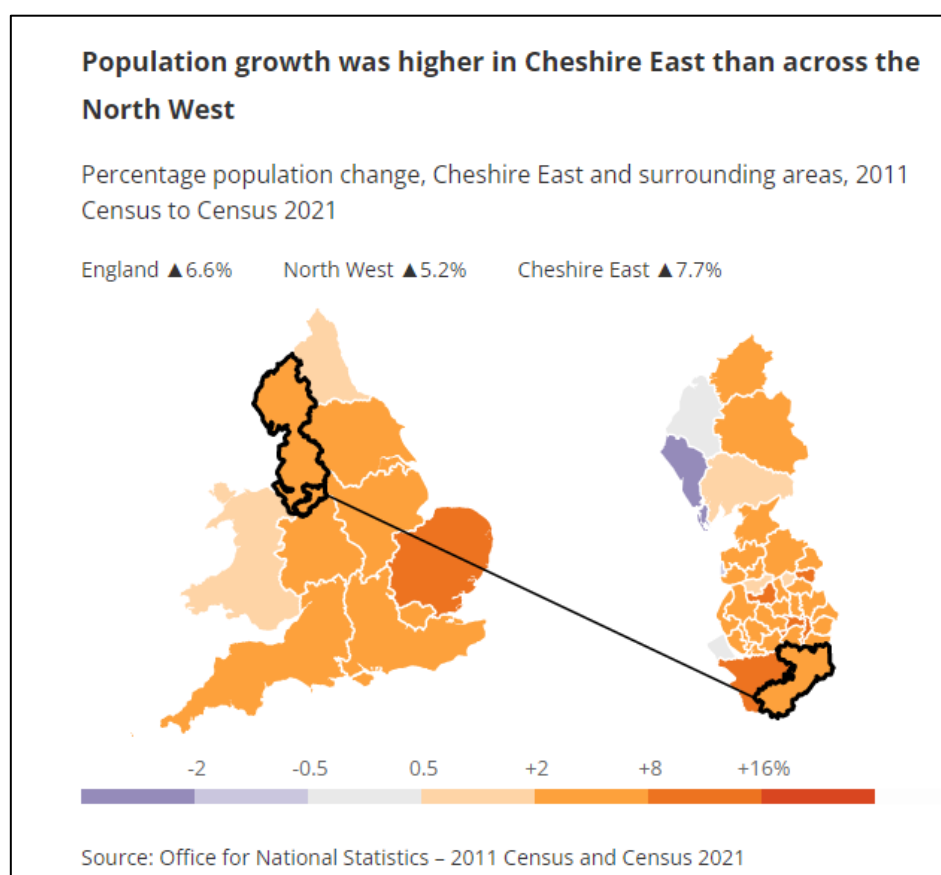 Population growth was higher in Cheshire East than across the
North West
Percentage population change, Cheshire East and surrounding areas, 2011
Census to Census 2021
England ▲6.6% North West ▲5.2% Cheshire East ▲7.7%
-2 -0.5 0.5 +2 +8 +16%
Source: Office for National Statistics – 2011 Census and Census 2021